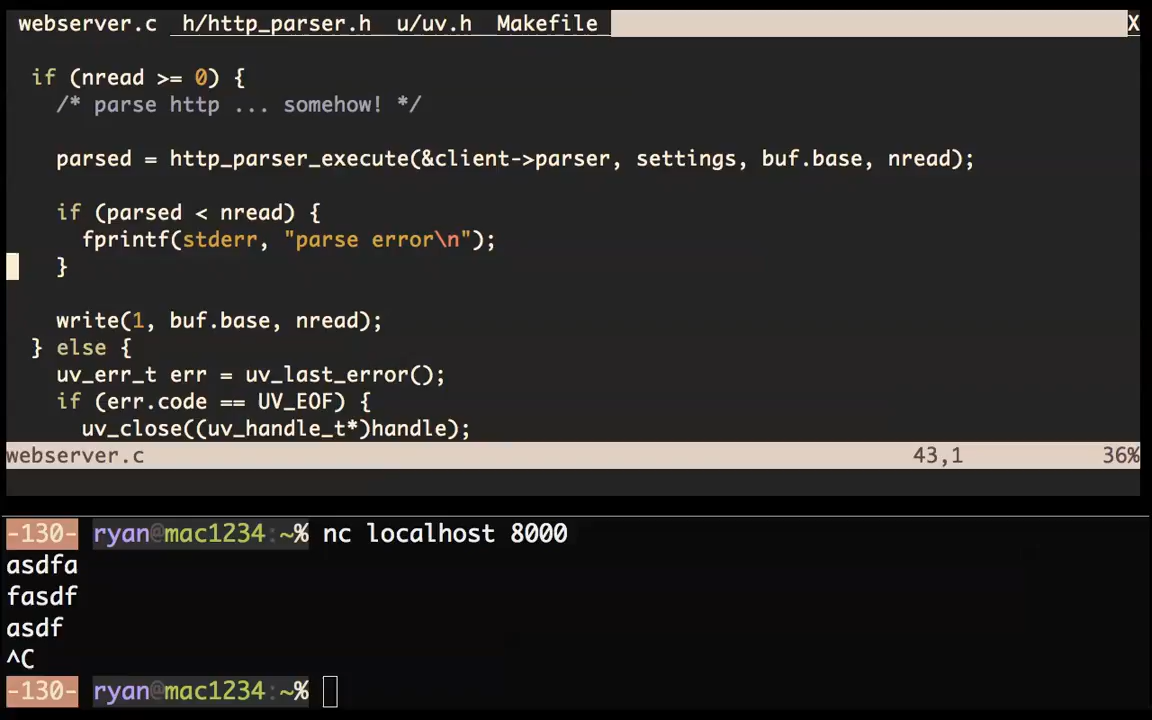 webserver.c  h/http_parser.h  u/uv.h  Makefile X
if (nread >= 0) {
/* parse http ... somehow! */
parsed = http_parser_execute(&client->parser, settings, buf.base, nread);
if (parsed < nread) {
fprintf(stderr, "parse error\n");
}
write(1, buf.base, nread);
} else {
uv_err_t err = uv_last_error();
if (err.code == UV_EOF) {
uv_close((uv_handle_t*)handle);
webserver.c 43,1 36%
-130- ryan@mac1234:~% nc localhost 8000
asdfa
fasdf
asdf
^C
-130- ryan@mac1234:~%